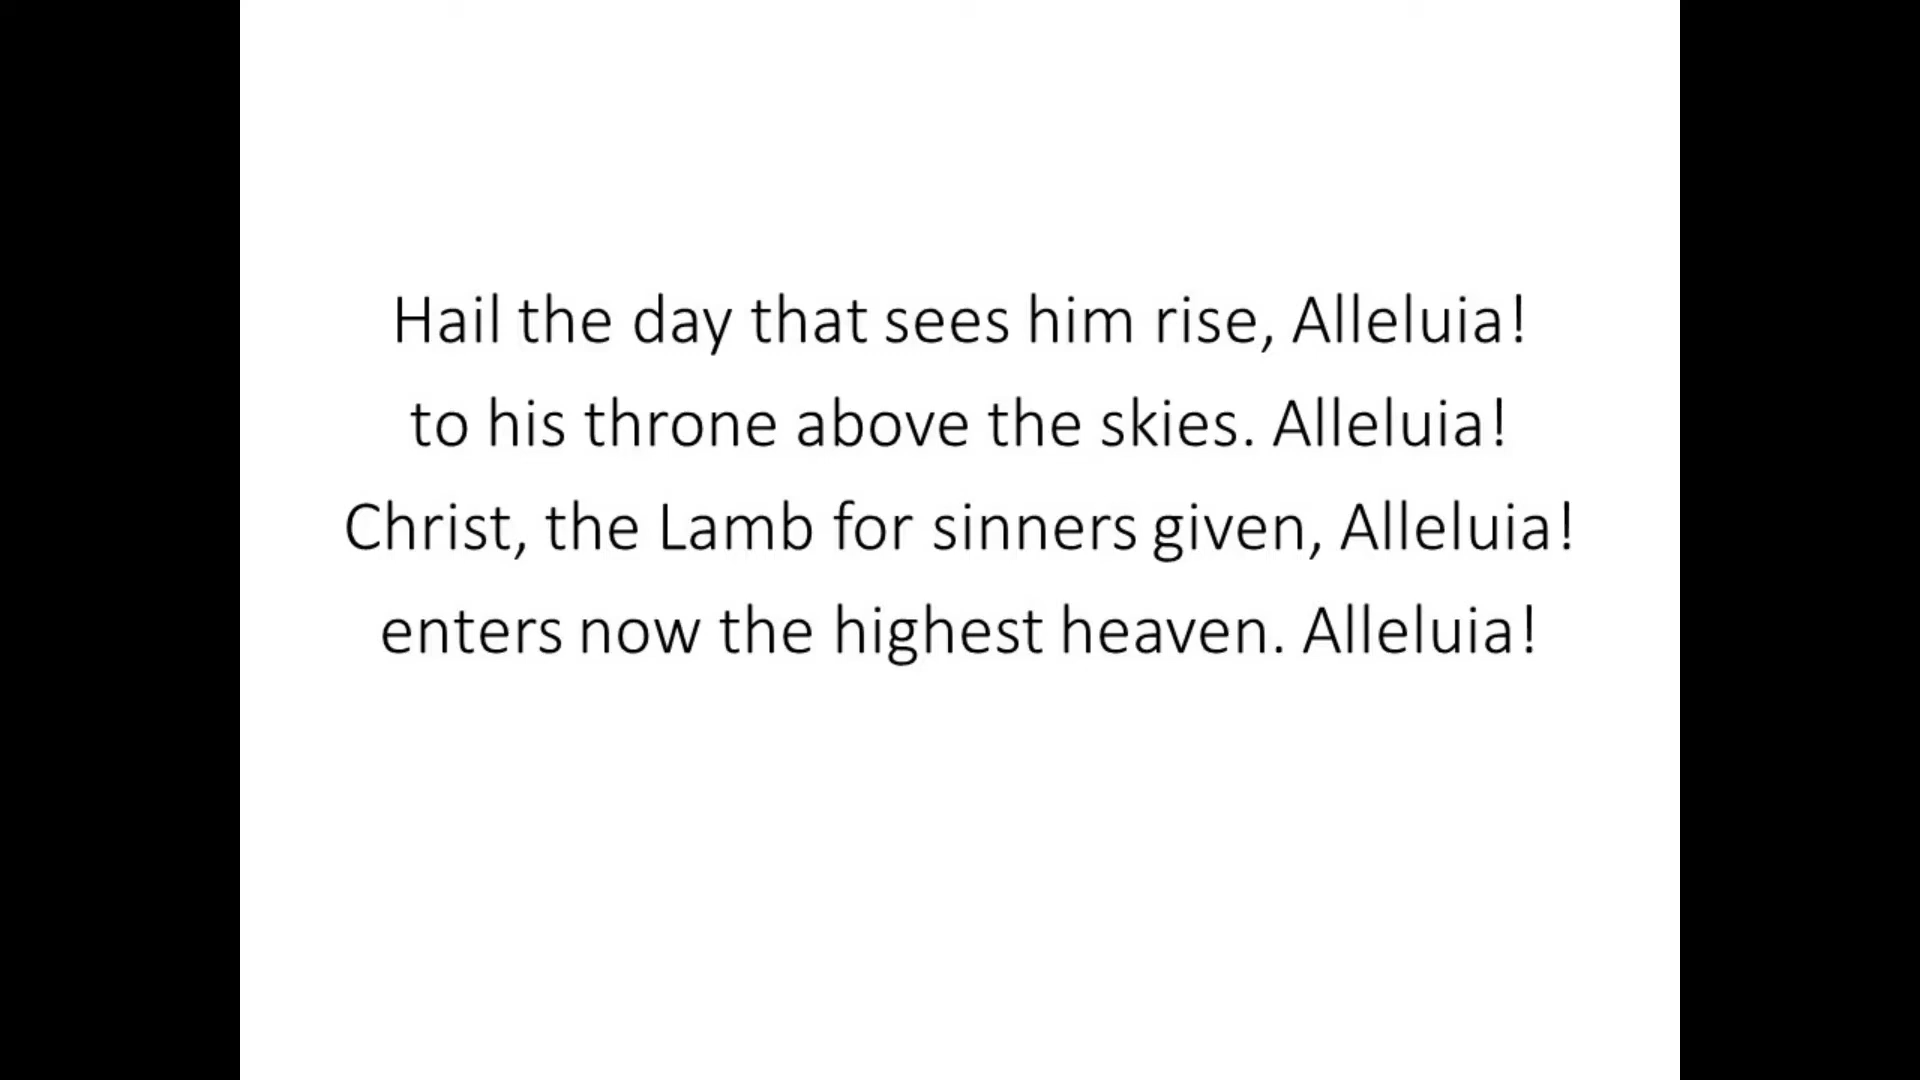 Hail the day that sees him rise, Alleluia!
to his throne above the skies. Alleluia!
Christ, the Lamb for sinners given, Alleluia!
enters now the highest heaven. Alleluia!